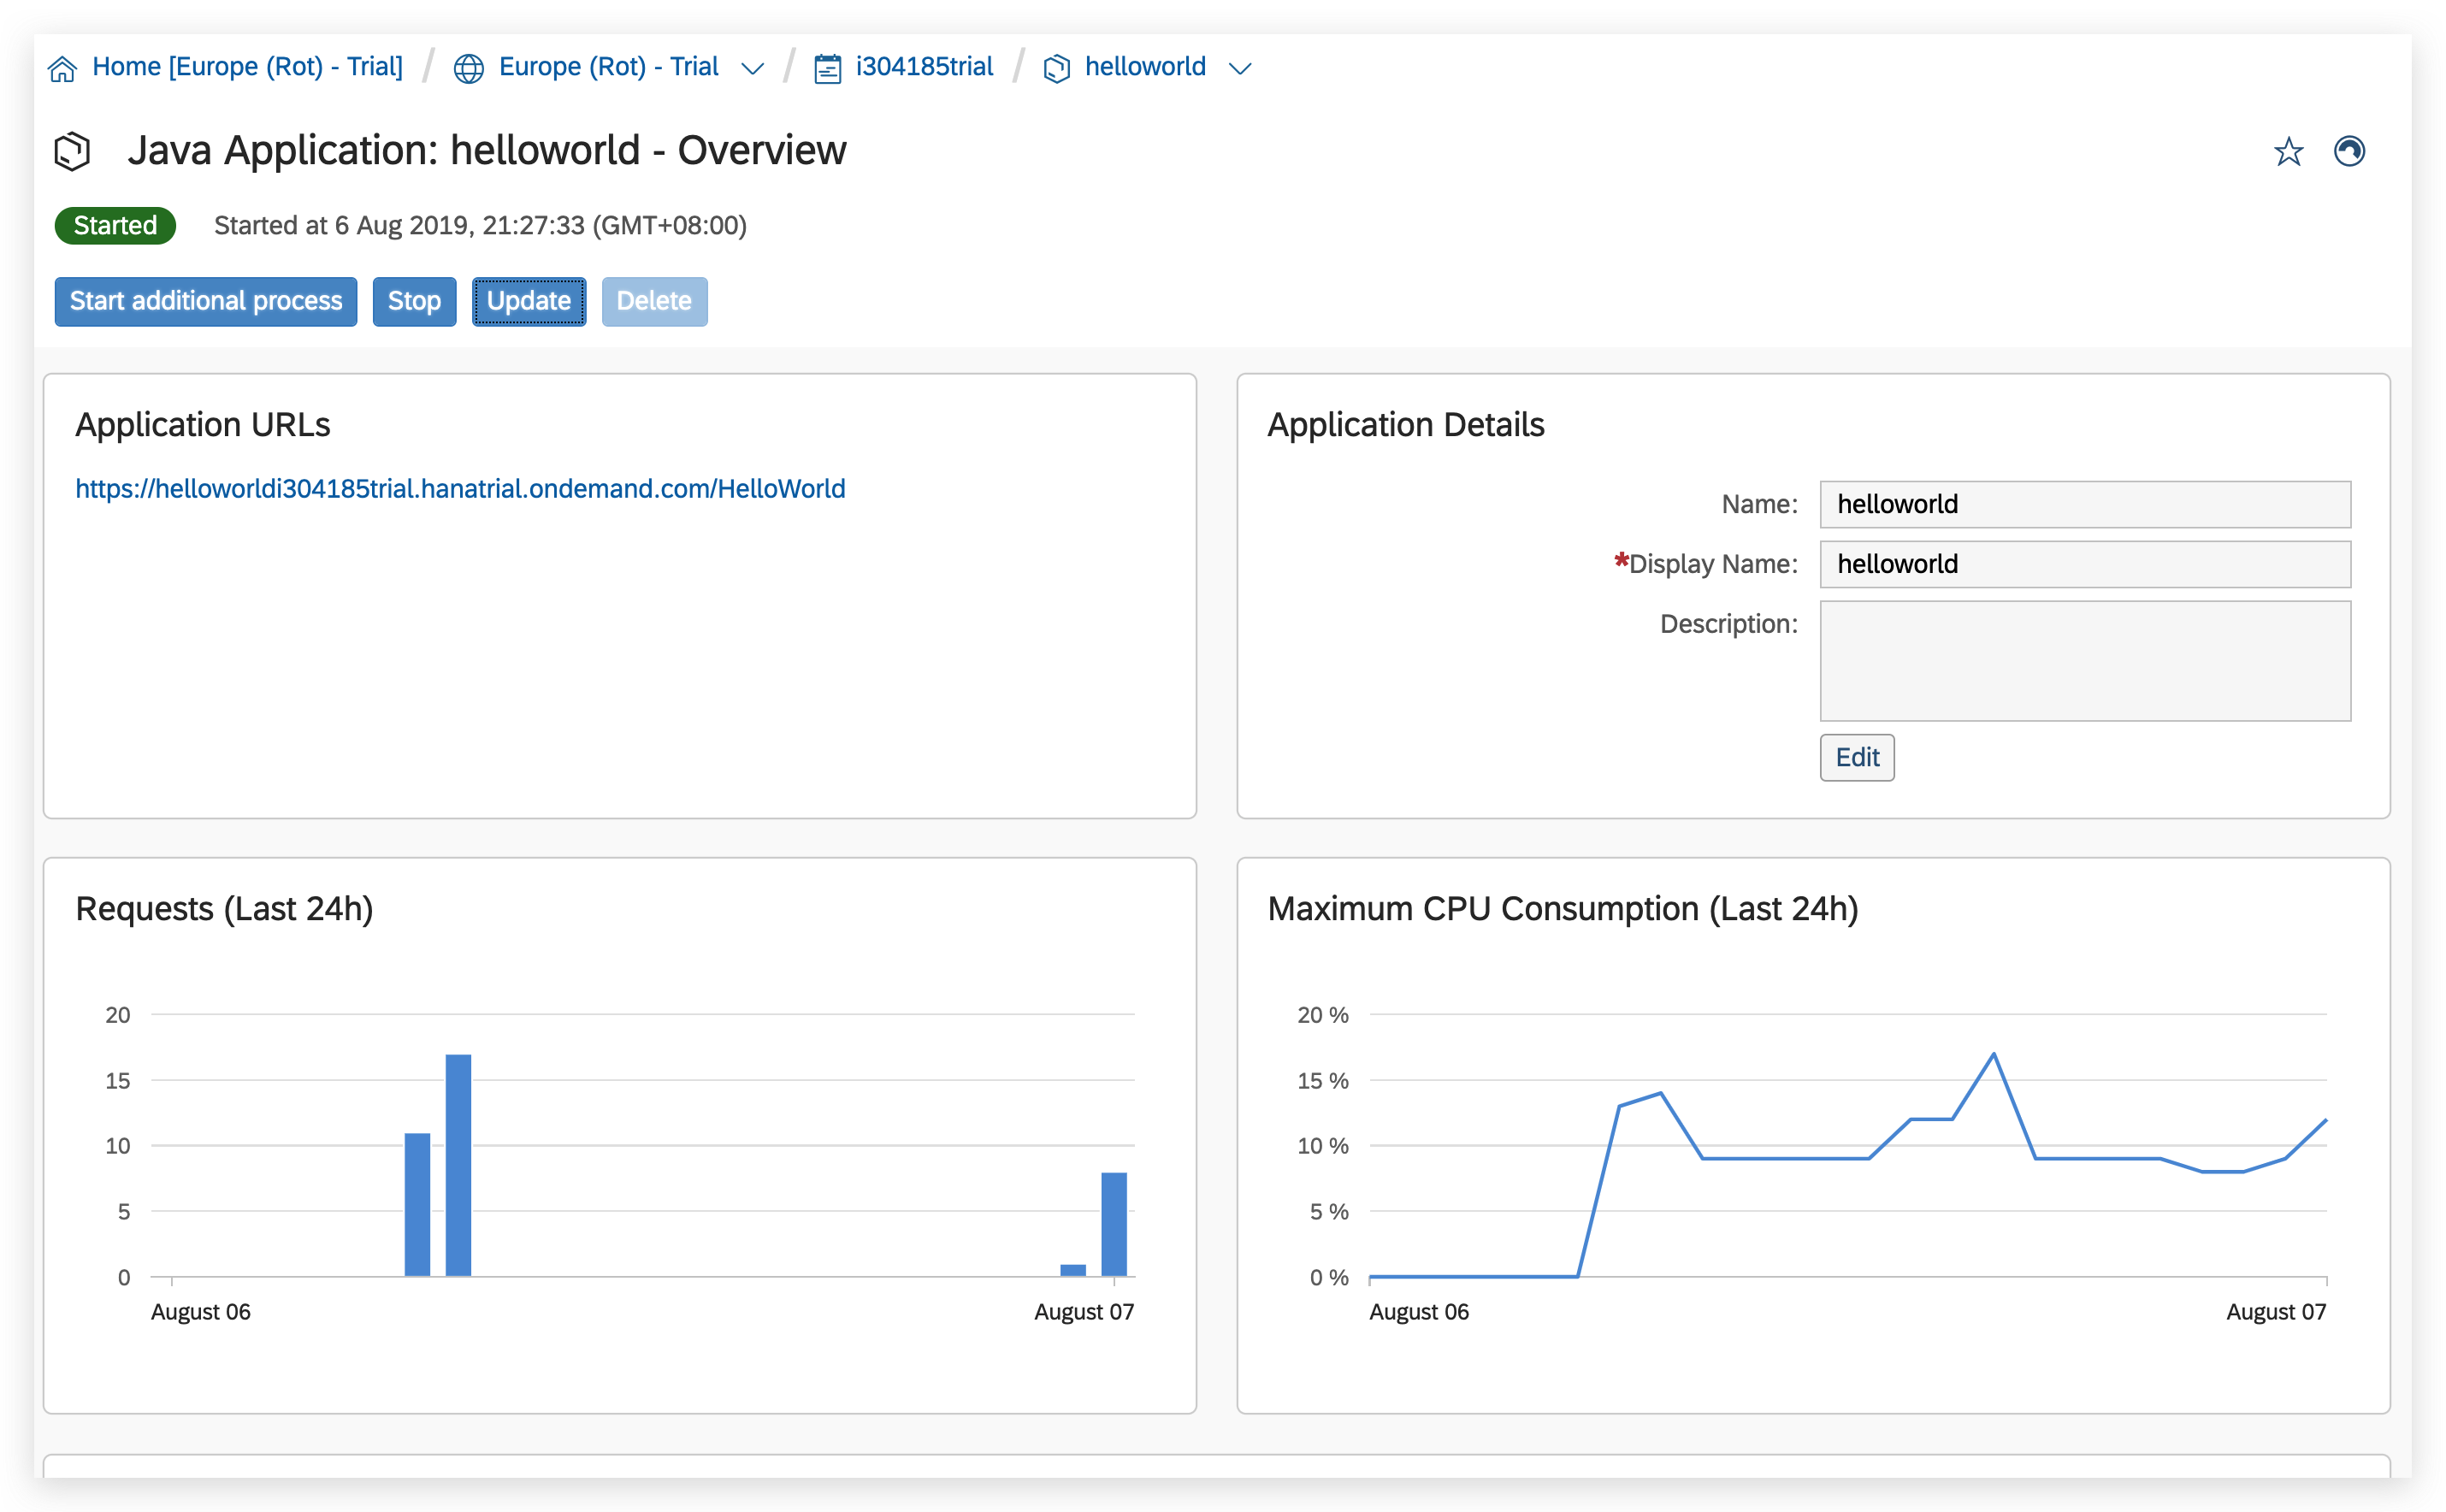 Home [Europe (Rot) - Trial] / Europe (Rot) - Trial / i304185trial / helloworld
Java Application: helloworld - Overview
Started Started at 6 Aug 2019, 21:27:33 (GMT+08:00)
Start additional process Stop Update Delete
Application URLs
https://helloworldi304185trial.hanatrial.ondemand.com/HelloWorld
Application Details
Name: helloworld
*Display Name: helloworld
Description:
Edit
Requests (Last 24h)
20
15
10
5
0
August 06 August 07
Maximum CPU Consumption (Last 24h)
20 %
15 %
10 %
5 %
0 %
August 06 August 07